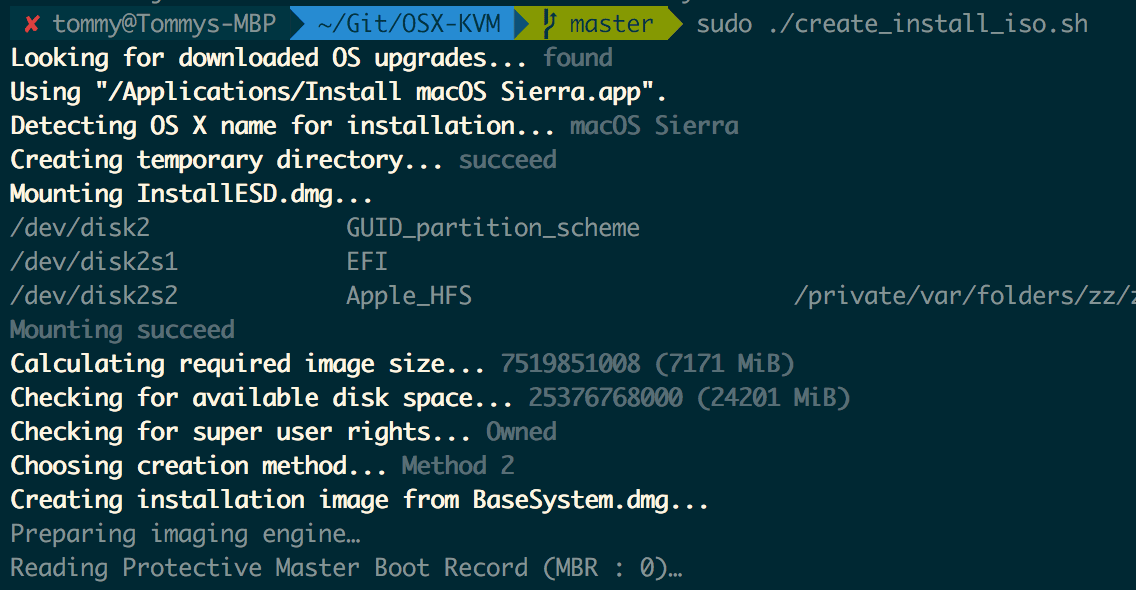 ✘ tommy@Tommys-MBP ~/Git/OSX-KVM master sudo ./create_install_iso.sh
Looking for downloaded OS upgrades... found
Using "/Applications/Install macOS Sierra.app".
Detecting OS X name for installation... macOS Sierra
Creating temporary directory... succeed
Mounting InstallESD.dmg...
/dev/disk2 GUID_partition_scheme
/dev/disk2s1 EFI
/dev/disk2s2 Apple_HFS /private/var/folders/zz/z
Mounting succeed
Calculating required image size... 7519851008 (7171 MiB)
Checking for available disk space... 25376768000 (24201 MiB)
Checking for super user rights... Owned
Choosing creation method... Method 2
Creating installation image from BaseSystem.dmg...
Preparing imaging engine…
Reading Protective Master Boot Record (MBR : 0)…